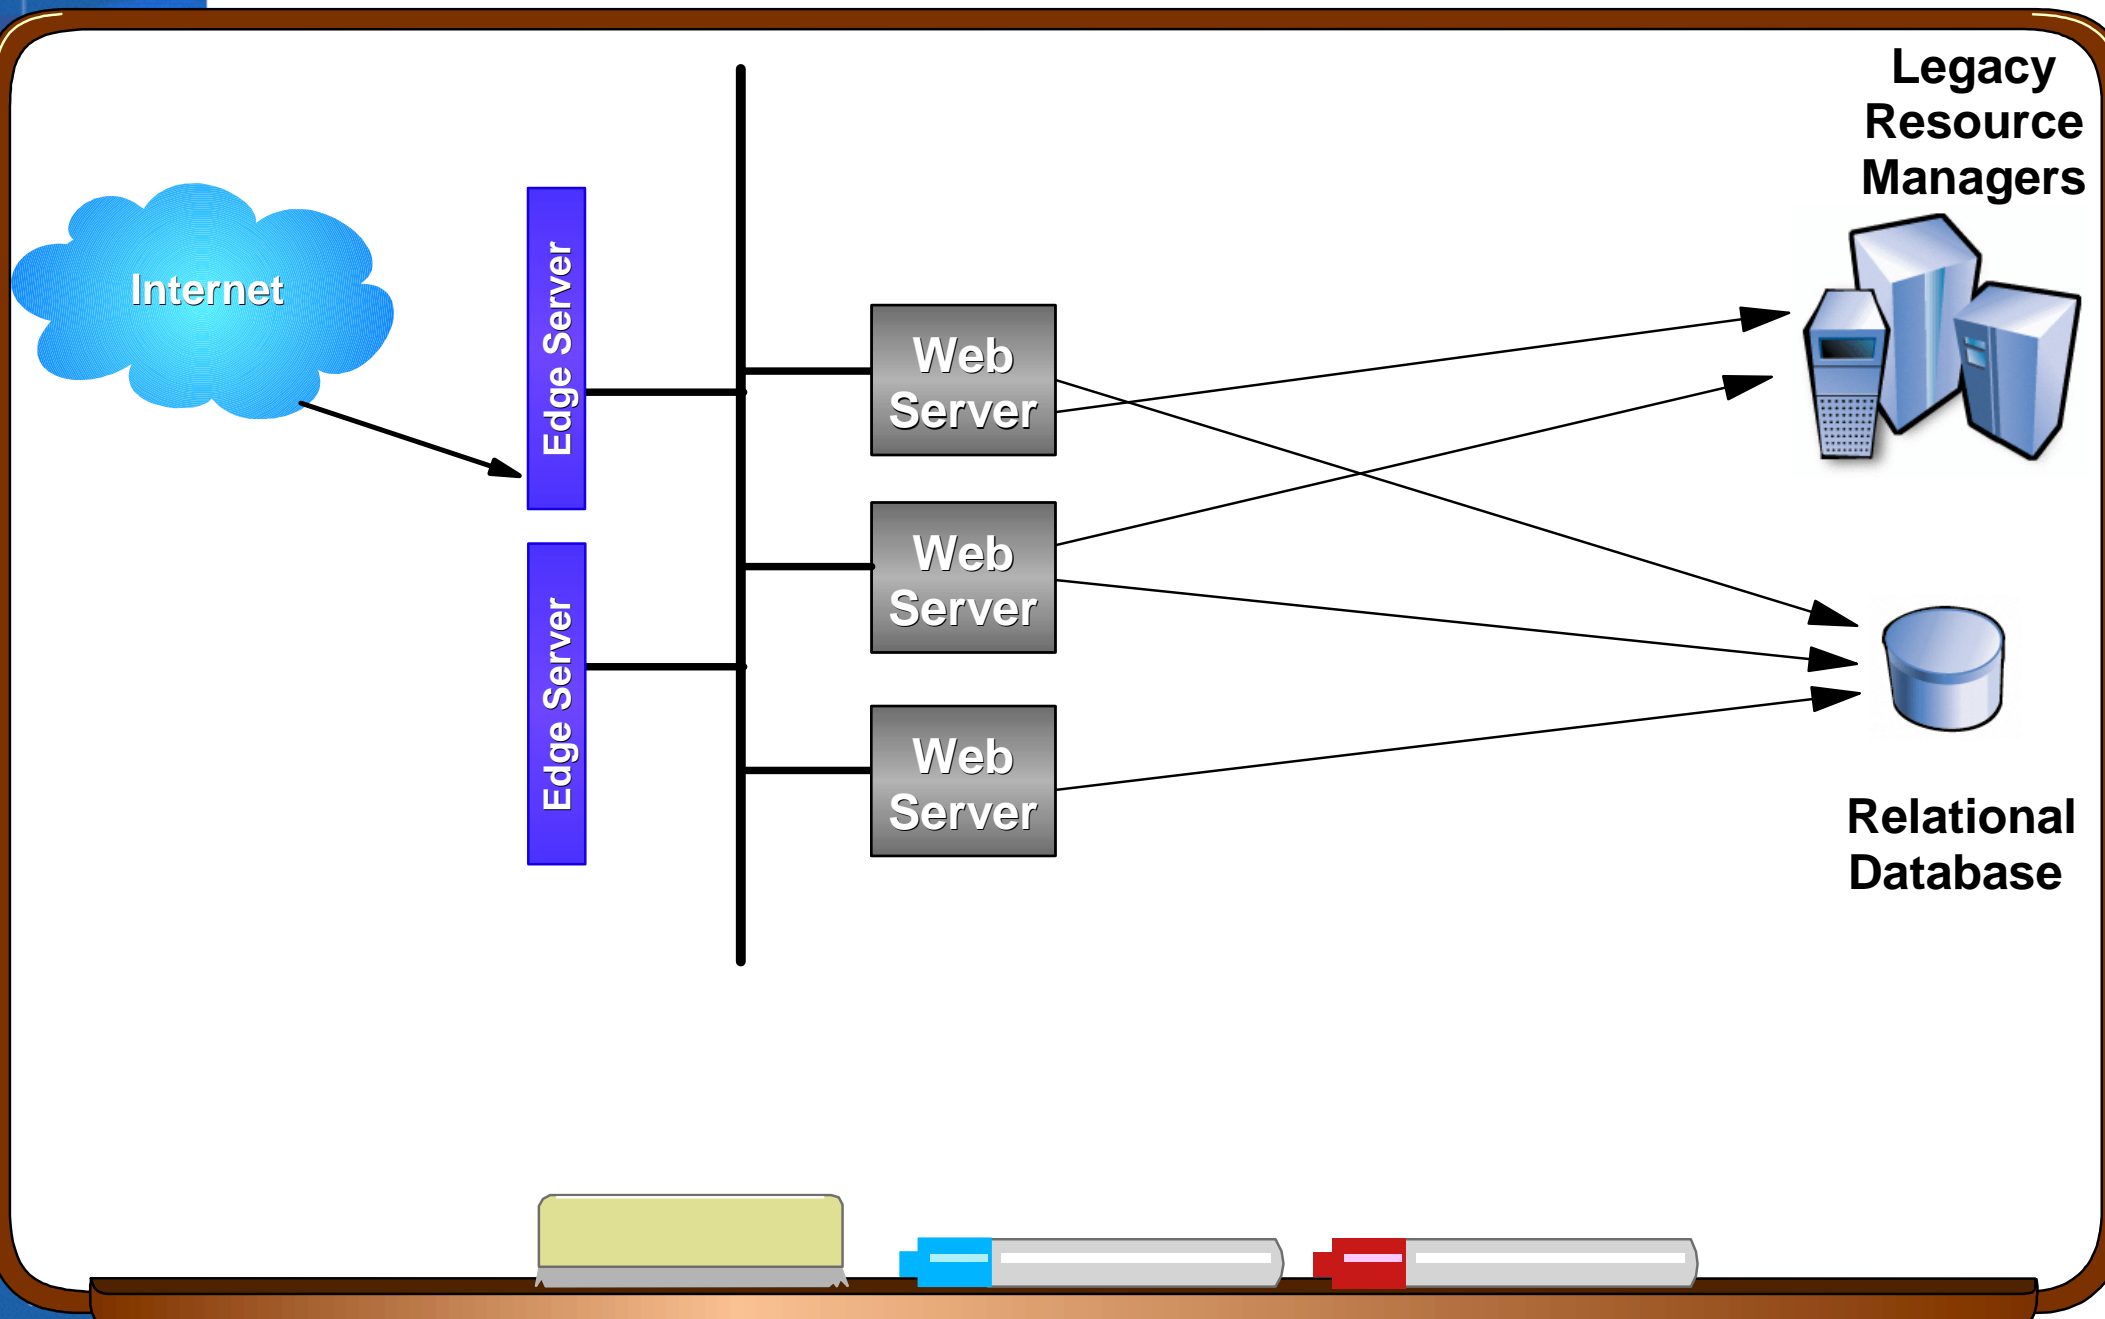 Legacy
Resource
Managers
Internet
Edge Server
Edge Server
Web
Server
Web
Server
Web
Server
Relational
Database